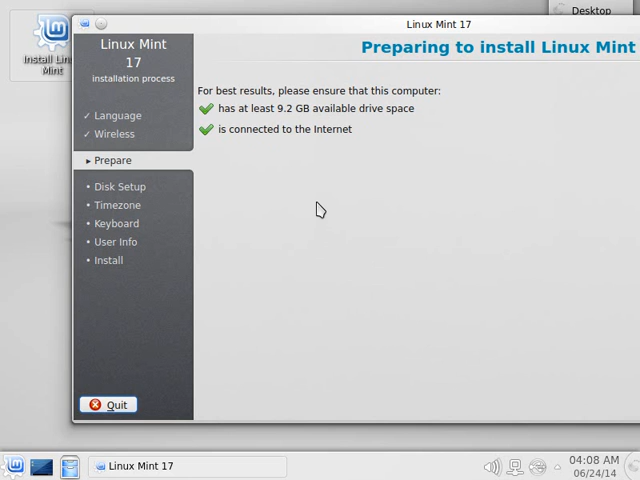 Desktop
Install Linux
Mint
Linux Mint 17
Linux Mint
17
installation process
✓ Language
✓ Wireless
▸ Prepare
• Disk Setup
• Timezone
• Keyboard
• User Info
• Install
Quit
Preparing to install Linux Mint
For best results, please ensure that this computer:
has at least 9.2 GB available drive space
is connected to the Internet
Linux Mint 17
04:08 AM
06/24/14